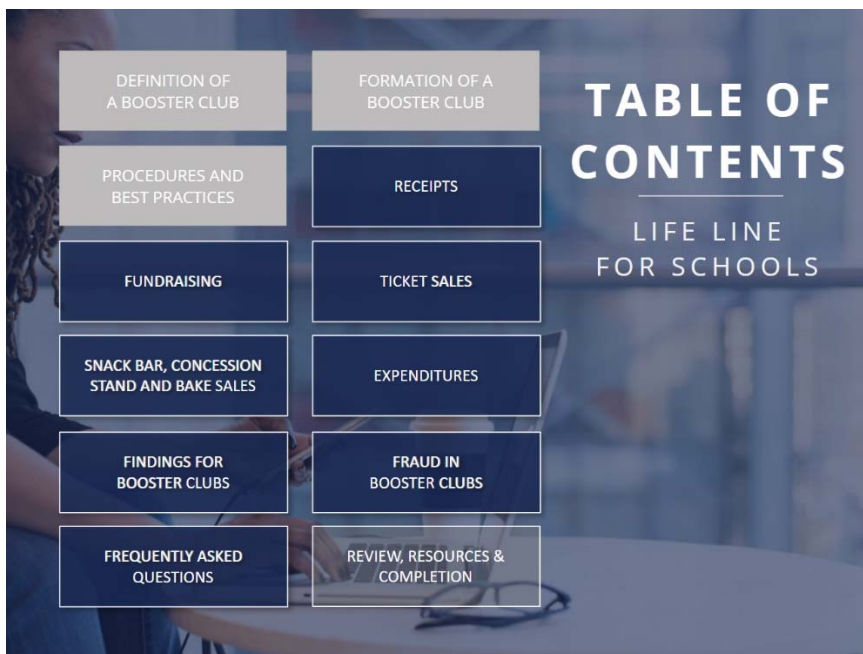 DEFINITION OF
A BOOSTER CLUB
FORMATION OF A
BOOSTER CLUB
PROCEDURES AND
BEST PRACTICES
RECEIPTS
FUNDRAISING
TICKET SALES
SNACK BAR, CONCESSION
STAND AND BAKE SALES
EXPENDITURES
FINDINGS FOR
BOOSTER CLUBS
FRAUD IN
BOOSTER CLUBS
FREQUENTLY ASKED
QUESTIONS
REVIEW, RESOURCES &
COMPLETION
TABLE OF
CONTENTS
LIFE LINE
FOR SCHOOLS